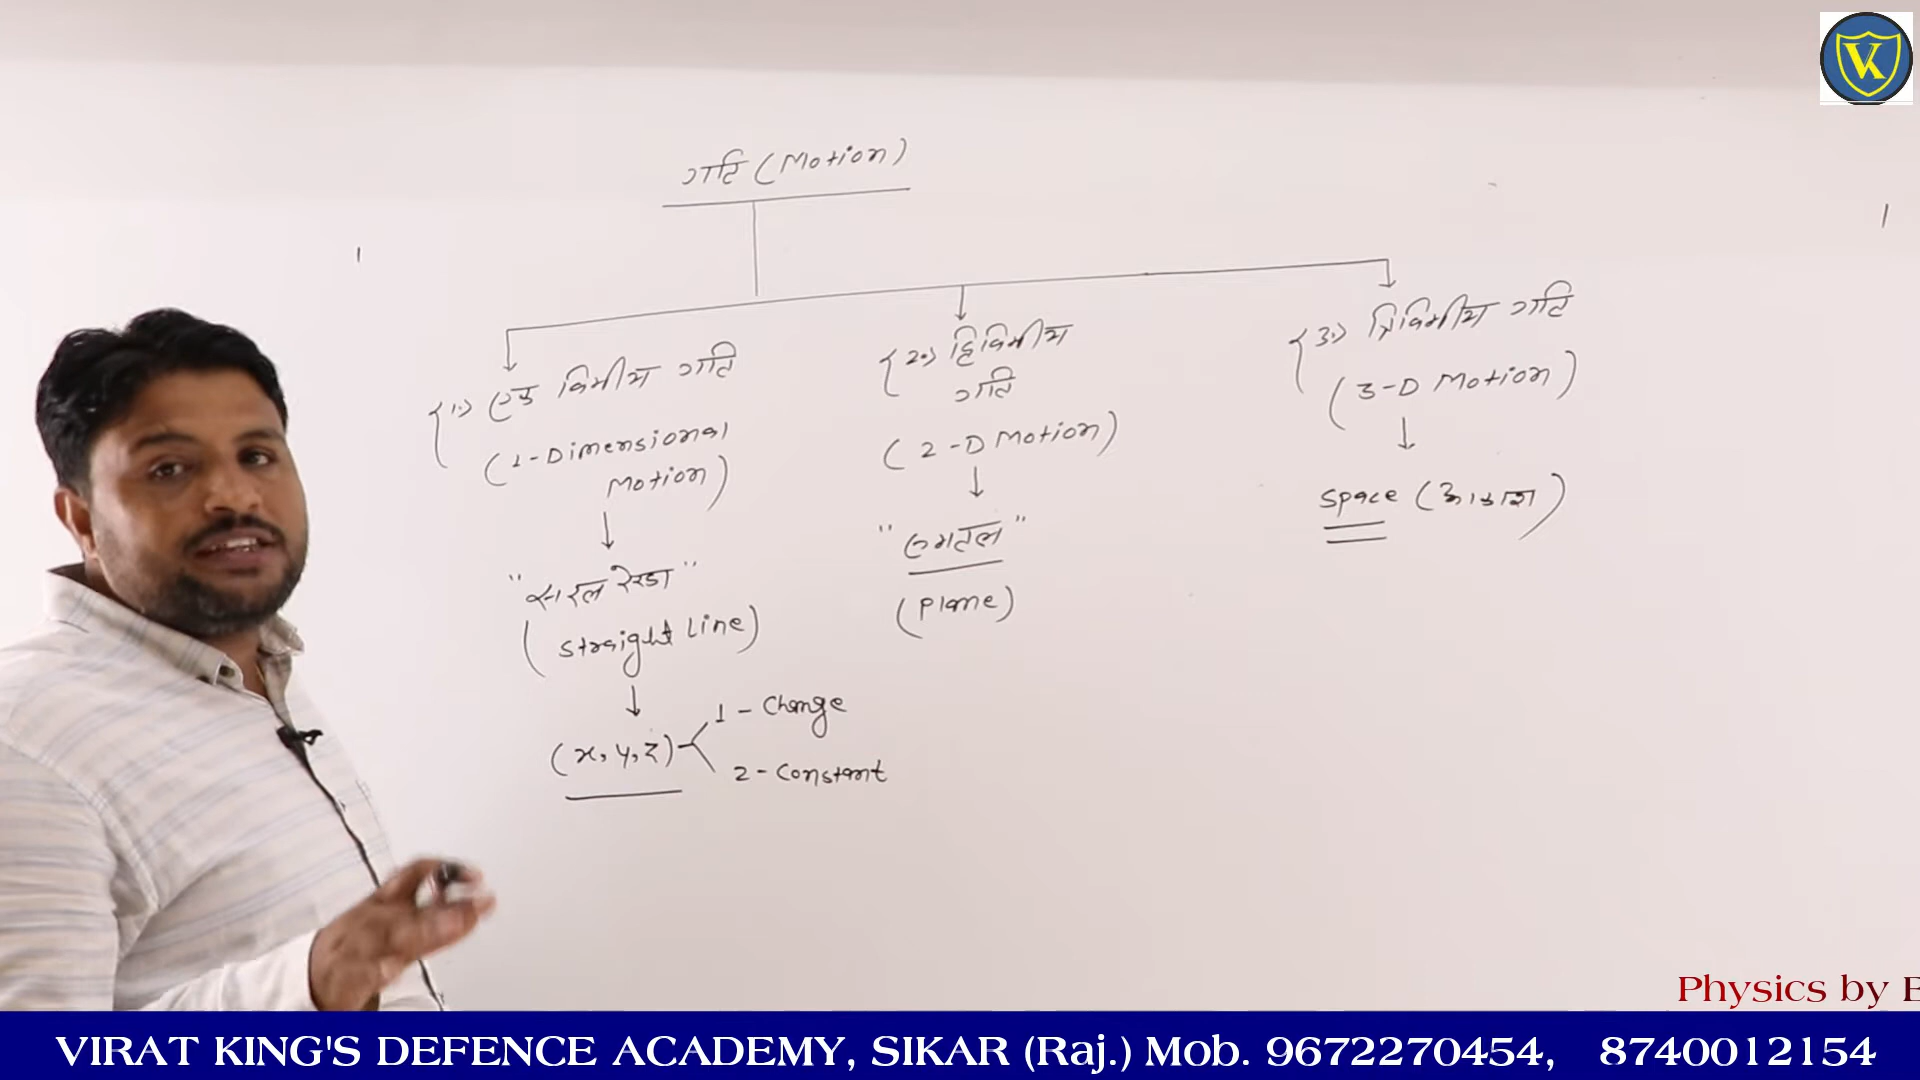 गति (Motion)
{1.} एक विमीय गति
(1-Dimensional
Motion)
"सरल रेखा"
(straight Line)
(x, y, z)
1 - Change
2 - Constant
{2.} द्विविमीय
गति
(2-D Motion)
"समतल"
(Plane)
{3.} त्रिविमीय गति
(3-D Motion)
Space (आकाश)
VK
Physics by
VIRAT KING'S DEFENCE ACADEMY, SIKAR (Raj.) Mob. 9672270454, 8740012154